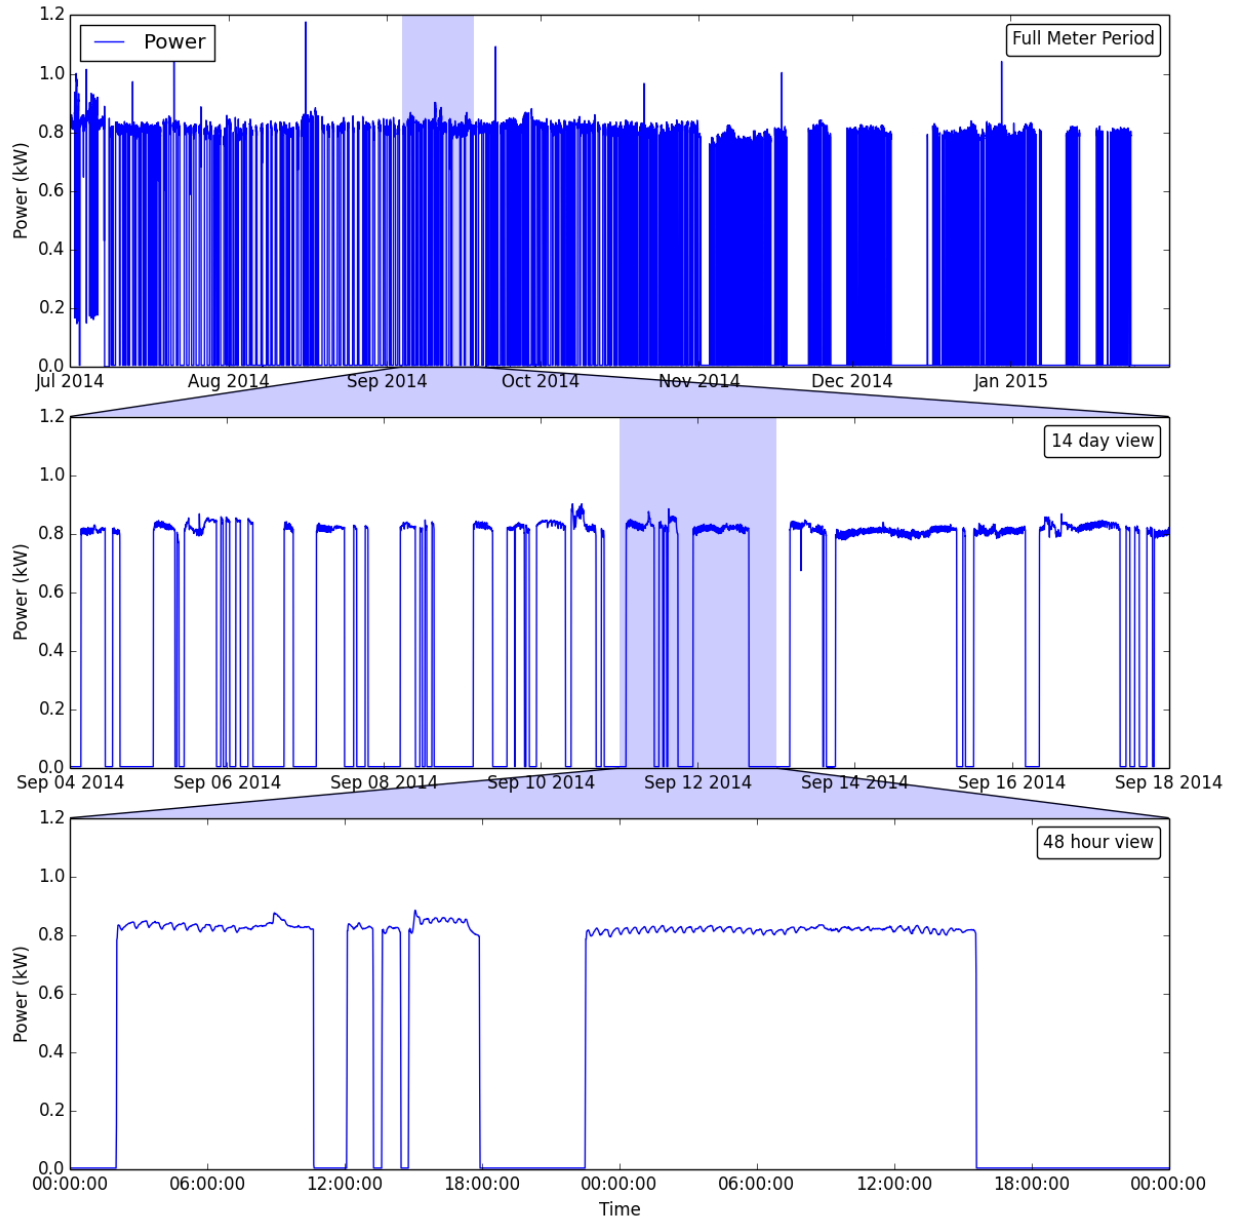 1.2
Power
Full Meter Period
1.0
0.8
0.6
0.4
0.2
0.0
Power (kW)
Jul 2014 Aug 2014 Sep 2014 Oct 2014 Nov 2014 Dec 2014 Jan 2015
1.2
14 day view
1.0
0.8
0.6
0.4
0.2
0.0
Power (kW)
Sep 04 2014 Sep 06 2014 Sep 08 2014 Sep 10 2014 Sep 12 2014 Sep 14 2014 Sep 16 2014 Sep 18 2014
1.2
48 hour view
1.0
0.8
0.6
0.4
0.2
0.0
Power (kW)
00:00:00 06:00:00 12:00:00 18:00:00 00:00:00 06:00:00 12:00:00 18:00:00 00:00:00
Time